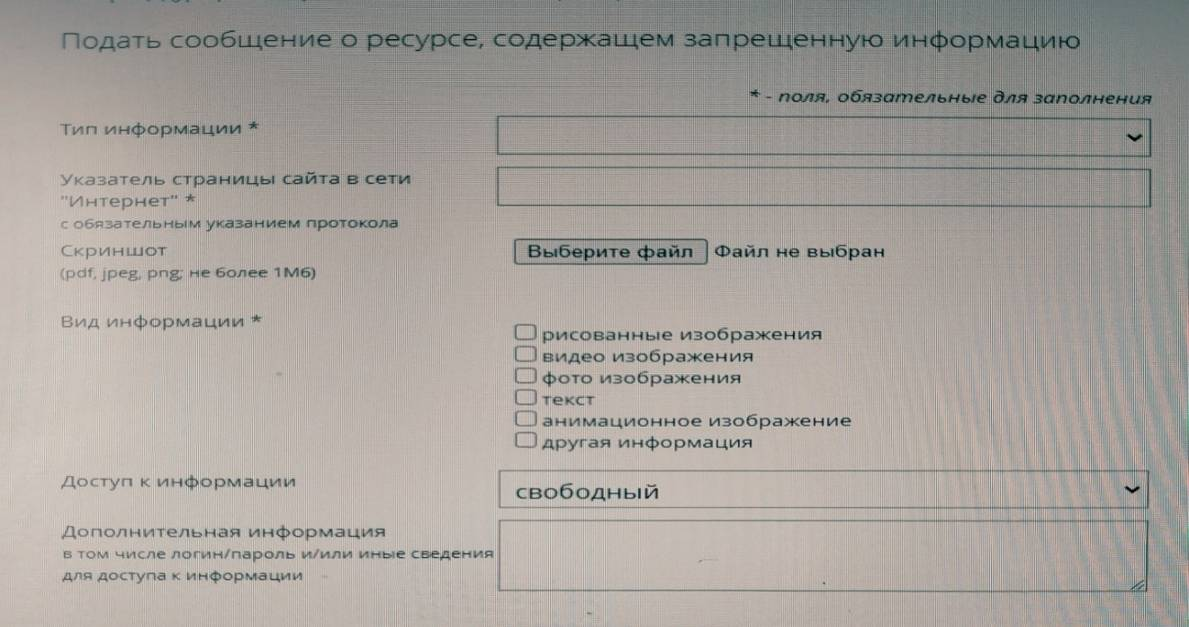 Подать сообщение о ресурсе, содержащем запрещенную информацию
* - поля, обязательные для заполнения
Тип информации *
Указатель страницы сайта в сети
"Интернет" *
с обязательным указанием протокола
Скриншот
(pdf, jpeg, png; не более 1Мб)
Выберите файл Файл не выбран
Вид информации *
рисованные изображения
видео изображения
фото изображения
текст
анимационное изображение
другая информация
Доступ к информации
свободный
Дополнительная информация
в том числе логин/пароль и/или иные сведения
для доступа к информации